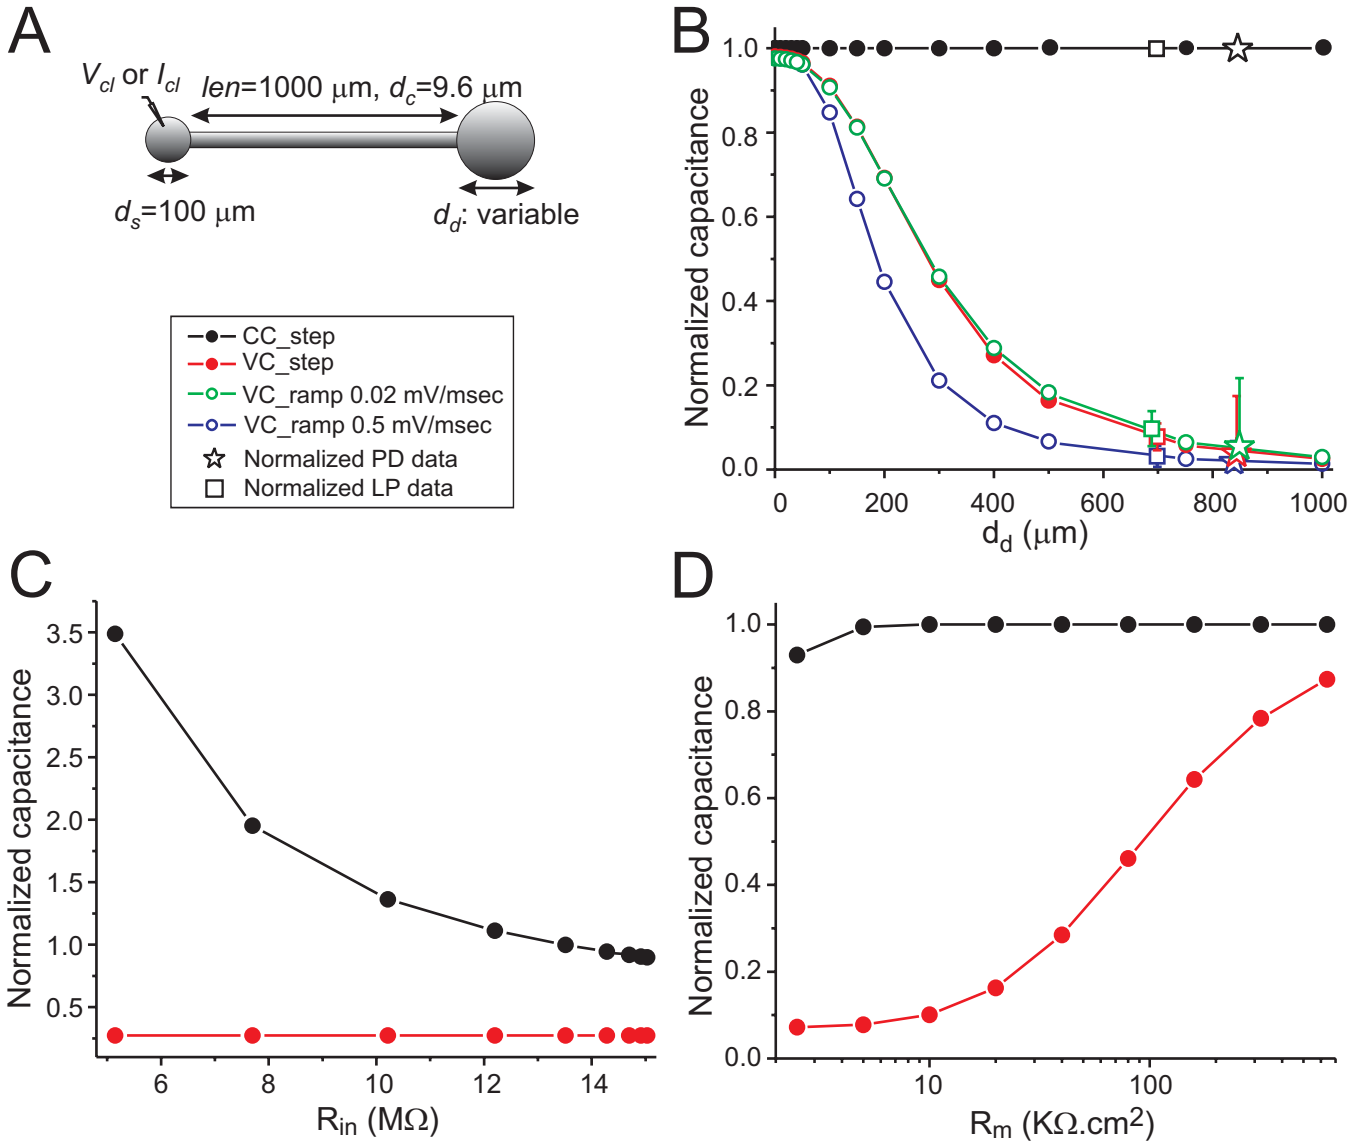 A
V_cl or I_cl
len=1000 μm, d_c=9.6 μm
d_s=100 μm
d_d: variable
CC_step
VC_step
VC_ramp 0.02 mV/msec
VC_ramp 0.5 mV/msec
Normalized PD data
Normalized LP data
B
Normalized capacitance
1.0
0.8
0.6
0.4
0.2
0.0
0
200
400
600
800
1000
d_d (μm)
C
Normalized capacitance
3.5
3.0
2.5
2.0
1.5
1.0
0.5
6
8
10
12
14
R_in (MΩ)
D
Normalized capacitance
1.0
0.8
0.6
0.4
0.2
0.0
10
100
R_m (KΩ.cm²)